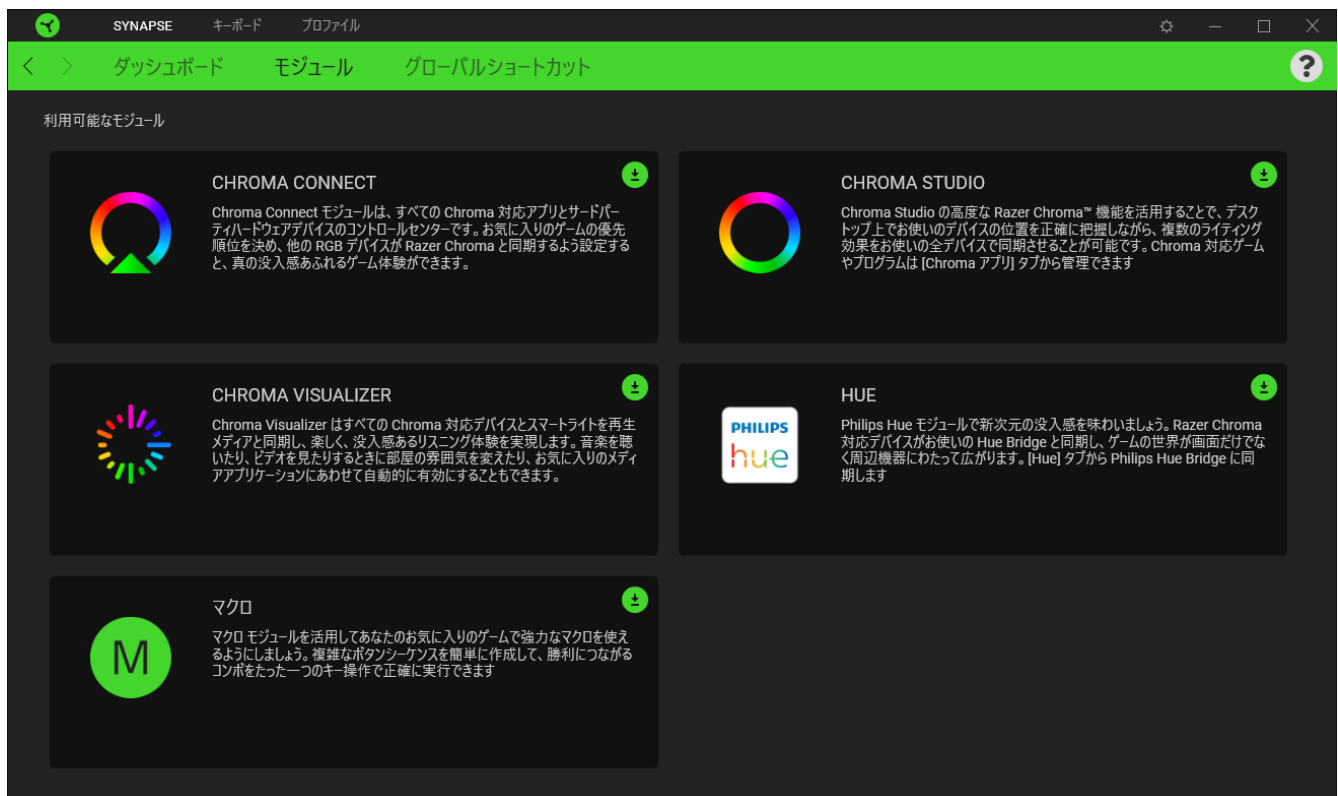 SYNAPSE キーボード プロファイル
ダッシュボード モジュール グローバルショートカット ?
利用可能なモジュール
CHROMA CONNECT
Chroma Connect モジュールは、すべての Chroma 対応アプリとサードパー
ティハードウェアデバイスのコントロールセンターです。お気に入りのゲームの優先
順位を決め、他の RGB デバイスが Razer Chroma と同期するよう設定する
と、真の没入感あふれるゲーム体験ができます。
CHROMA STUDIO
Chroma Studio の高度な Razer Chroma™ 機能を活用することで、デスク
トップ上でお使いのデバイスの位置を正確に把握しながら、複数のライティング
効果をお使いの全デバイスで同期させることが可能です。Chroma 対応ゲーム
やプログラムは [Chroma アプリ] タブから管理できます
CHROMA VISUALIZER
Chroma Visualizer はすべての Chroma 対応デバイスとスマートライトを再生
メディアと同期し、楽しく、没入感あるリスニング体験を実現します。音楽を聴
いたり、ビデオを見たりするときに部屋の雰囲気を変えたり、お気に入りのメディ
アアプリケーションにあわせて自動的に有効にすることもできます。
PHILIPS
hue
HUE
Philips Hue モジュールで新次元の没入感を味わいましょう。Razer Chroma
対応デバイスがお使いの Hue Bridge と同期し、ゲームの世界が画面だけでな
く周辺機器にわたって広がります。[Hue] タブから Philips Hue Bridge に同
期します
M
マクロ
マクロ モジュールを活用してあなたのお気に入りのゲームで強力なマクロを使え
るようにしましょう。複雑なボタンシーケンスを簡単に作成して、勝利につながる
コンボをたった一つのキー操作で正確に実行できます